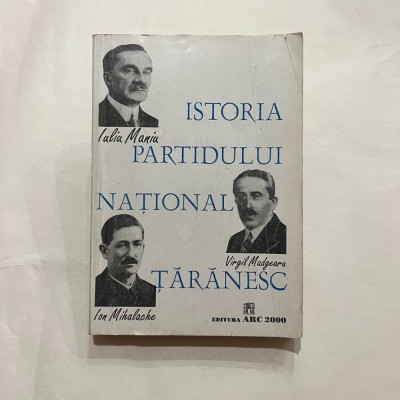 Iuliu Maniu
ISTORIA
PARTIDULUI
NAȚIONAL
Virgil Madgearu
ȚĂRĂNESC
Ion Mihalache
EDITURA ARC 2000